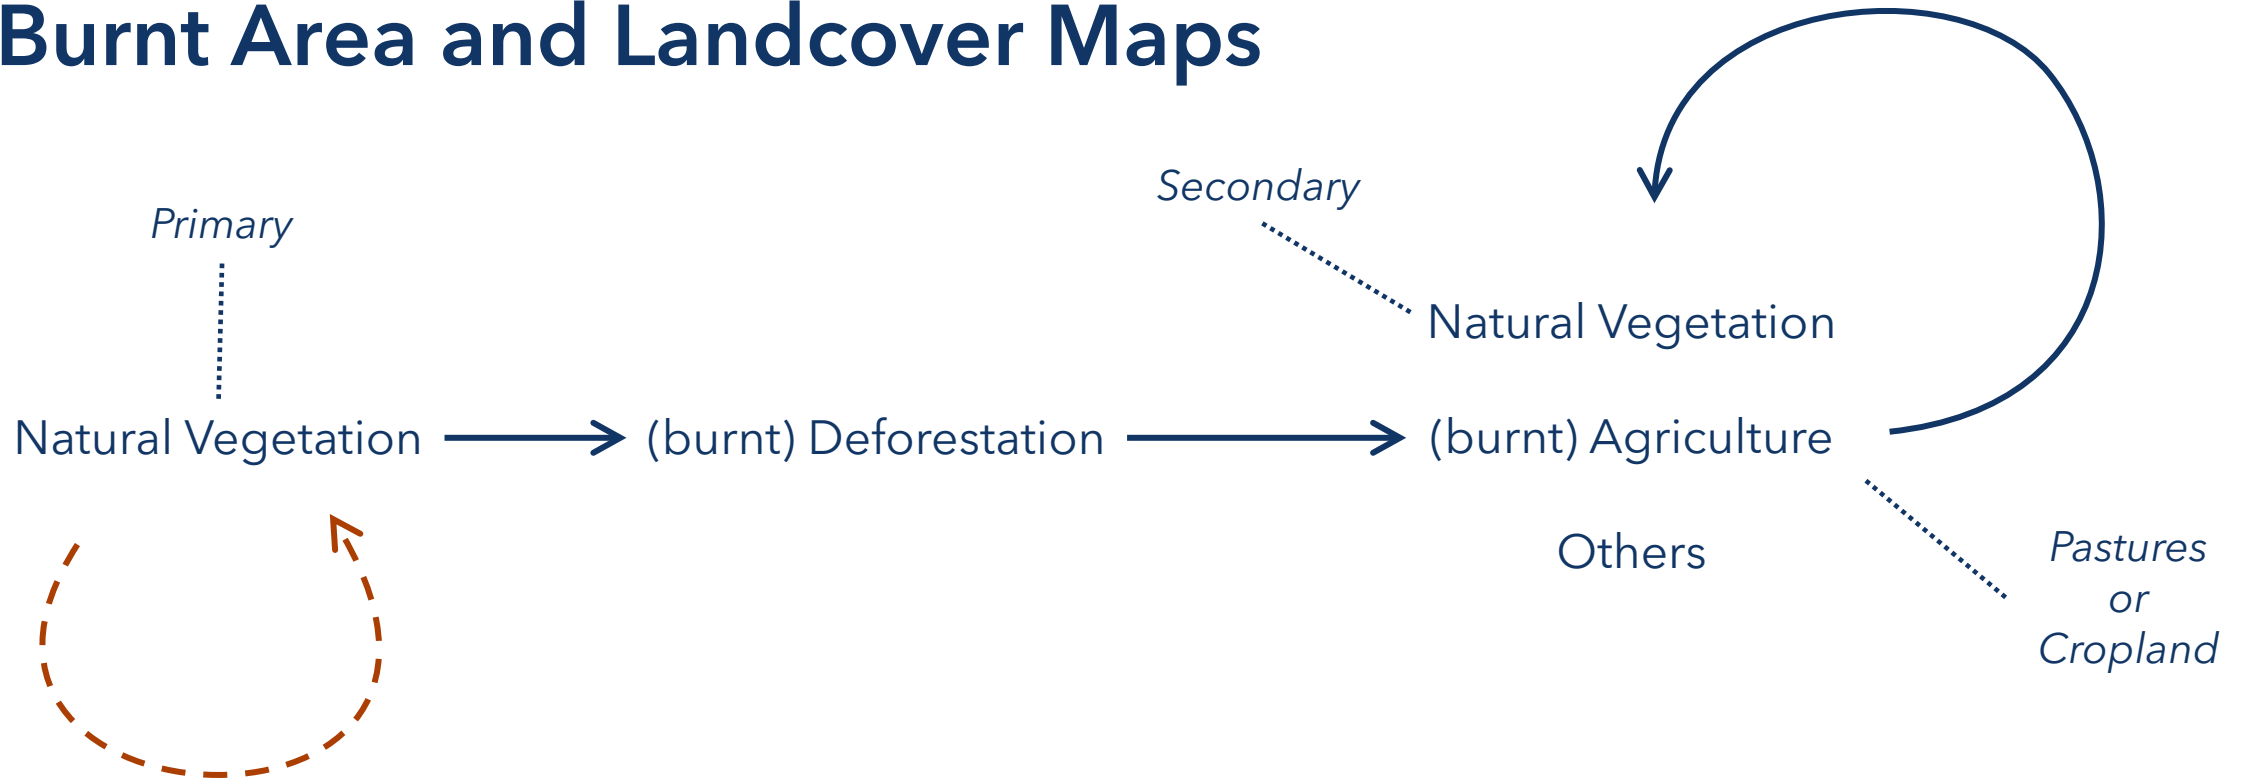 Burnt Area and Landcover Maps
Primary
Secondary
Natural Vegetation
Natural Vegetation
(burnt) Deforestation
(burnt) Agriculture
Others
Pastures
or
Cropland